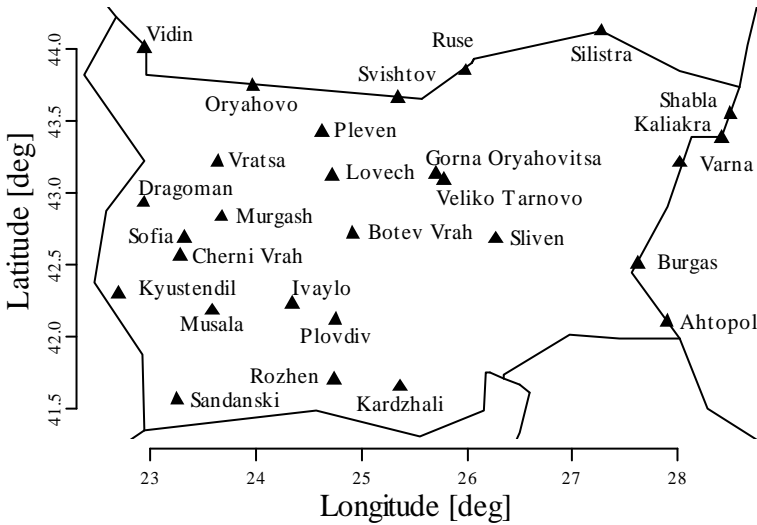 Vidin
44.0
Ruse
Silistra
Svishtov
Oryahovo
43.5
Shabla
Kaliakra
Pleven
Vratsa
Lovech
Gorna Oryahovitsa
Varna
43.0
Dragoman
Veliko Tarnovo
Murgash
Sofia
Botev Vrah
Sliven
Cherni Vrah
Latitude [deg]
42.5
Burgas
Kyustendil
Ivaylo
Musala
Plovdiv
Ahtopol
42.0
Rozhen
Sandanski
Kardzhali
41.5
23 24 25 26 27 28
Longitude [deg]